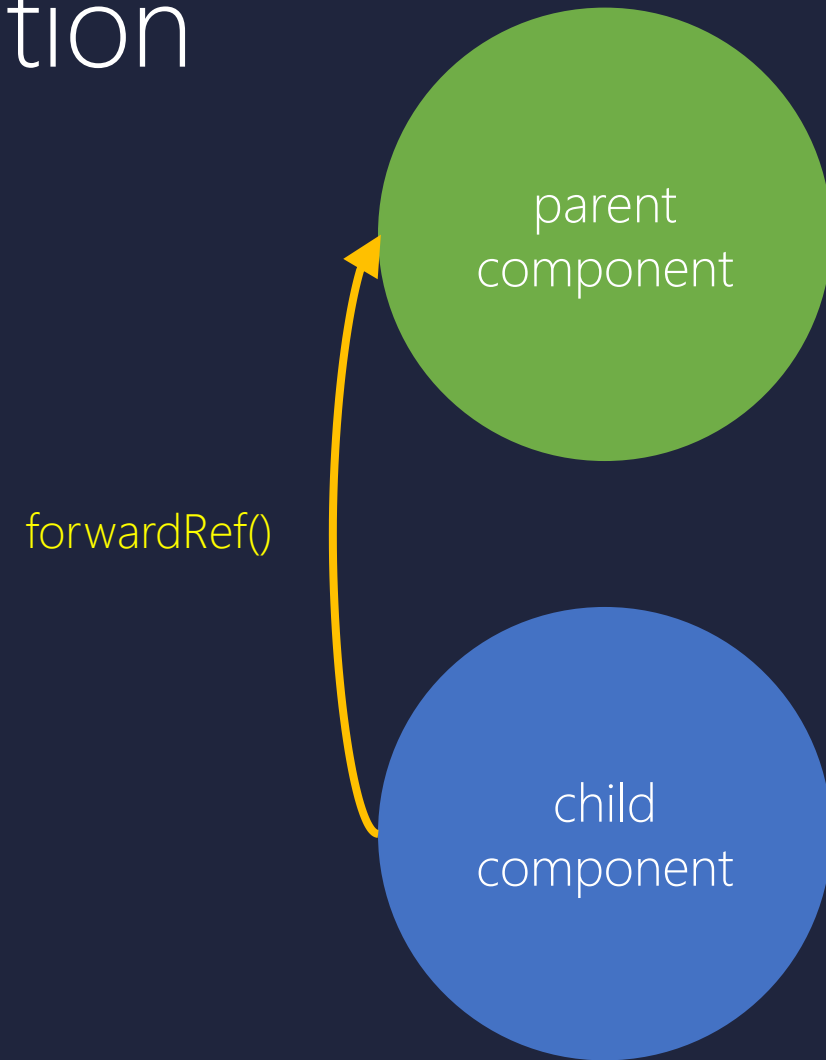 tion
parent
component
forwardRef()
child
component